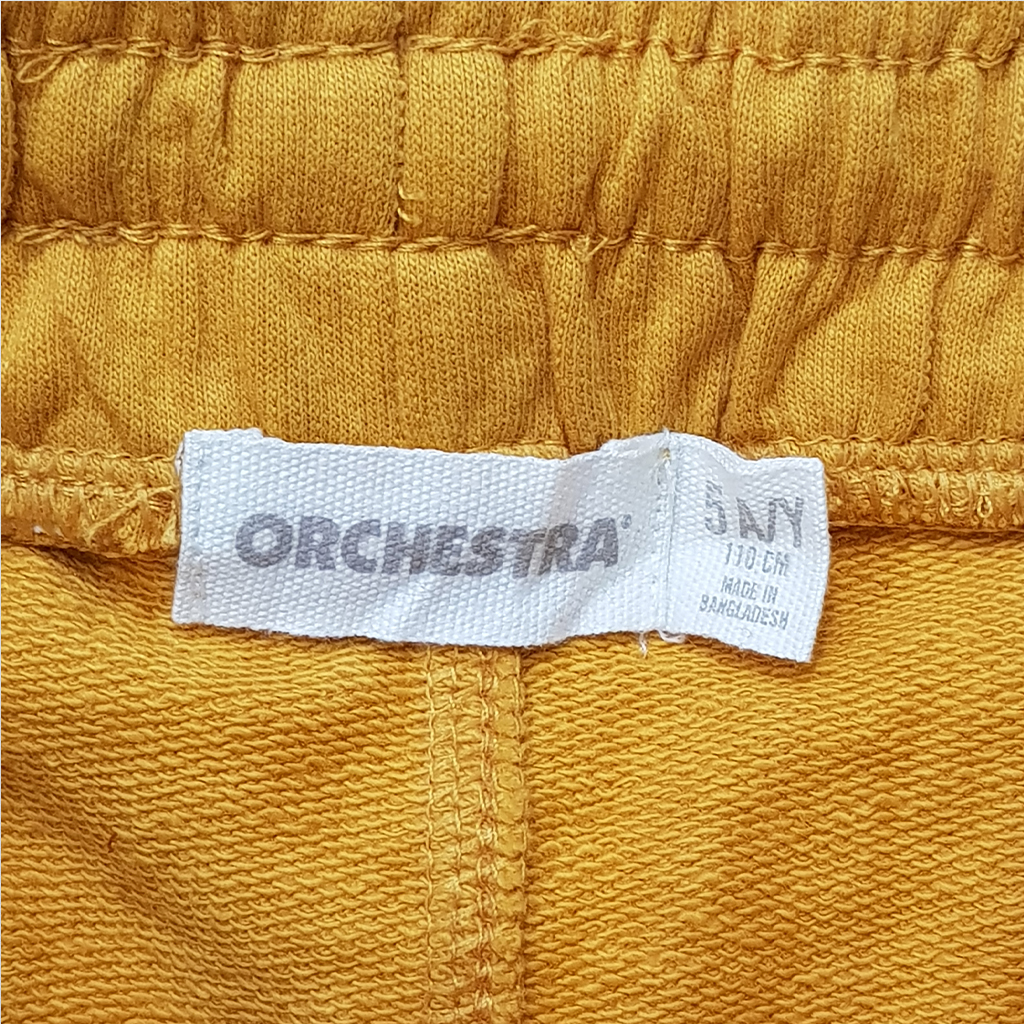 ORCHESTRA®
5 A/Y
110 CM
MADE IN
BANGLADESH